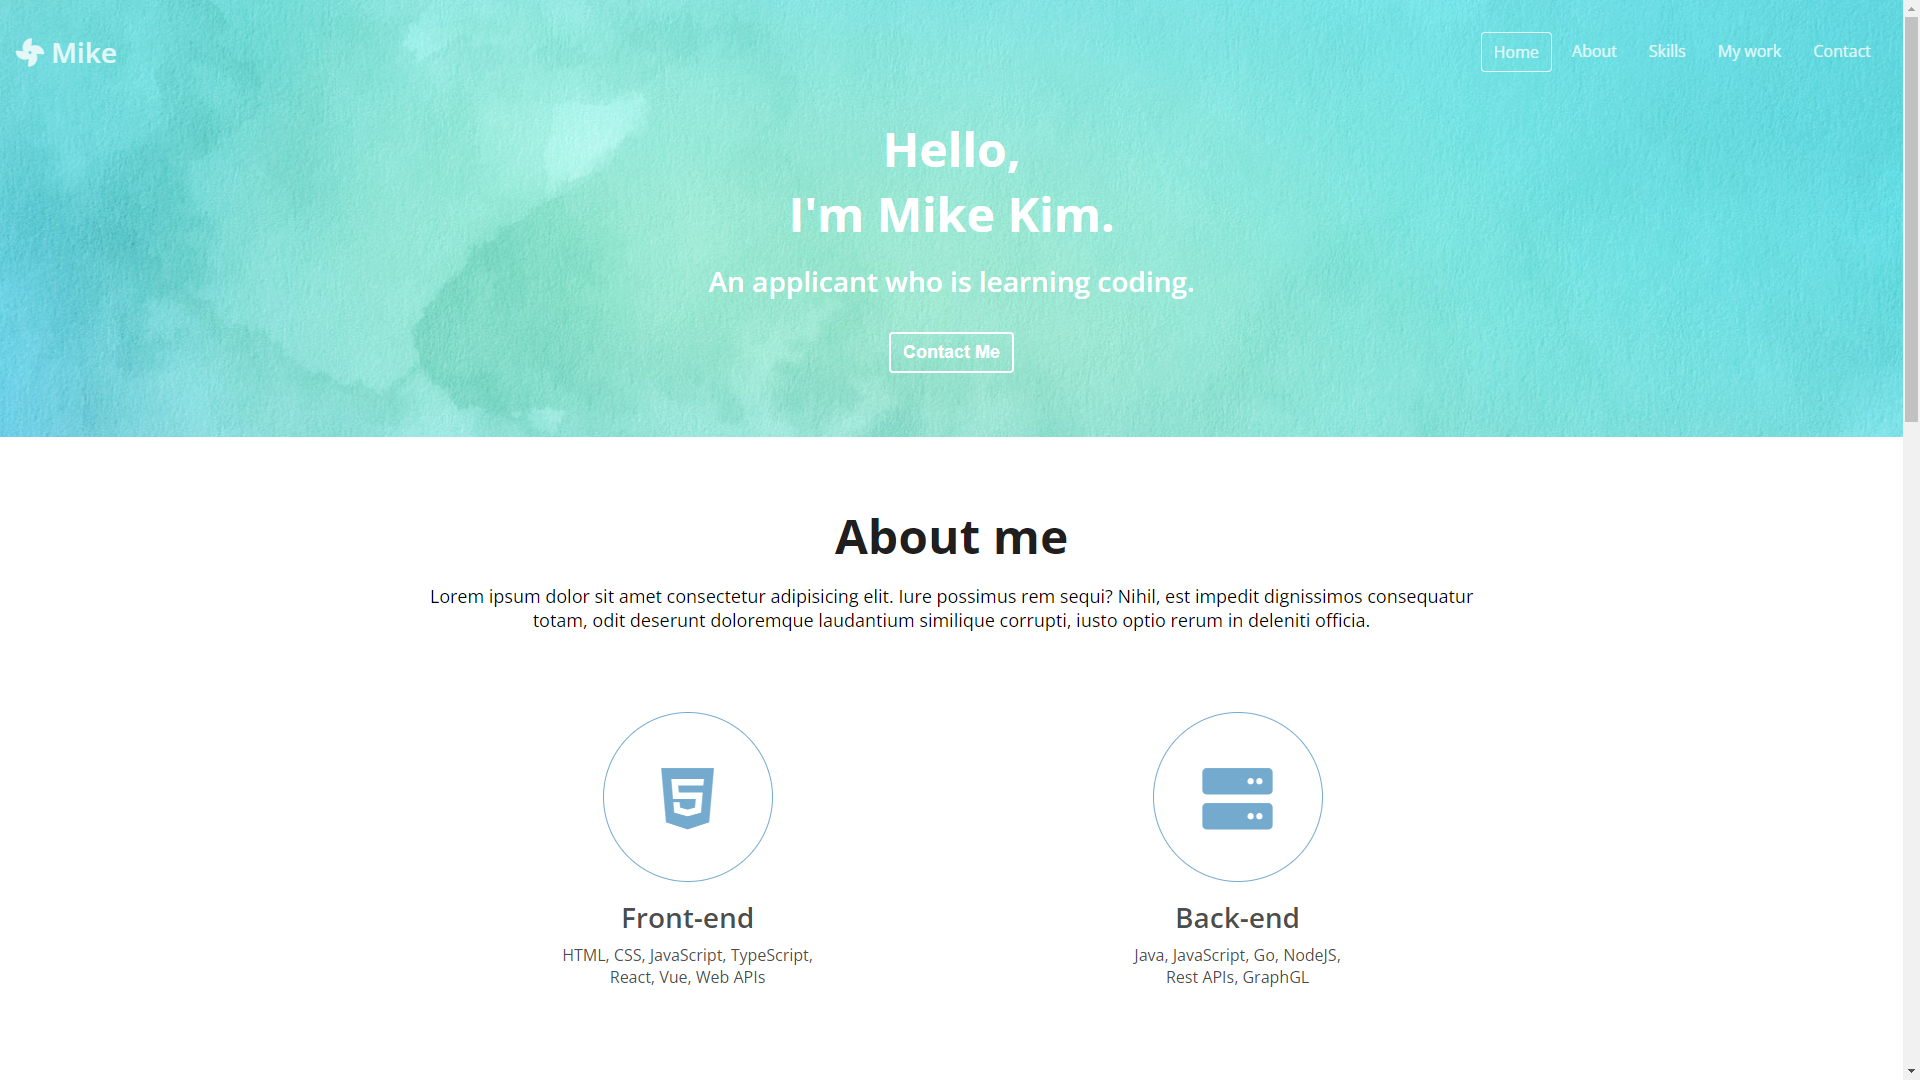 Mike
Home About Skills My work Contact
Hello,
I'm Mike Kim.
An applicant who is learning coding.
Contact Me
About me
Lorem ipsum dolor sit amet consectetur adipisicing elit. Iure possimus rem sequi? Nihil, est impedit dignissimos consequatur
totam, odit deserunt doloremque laudantium similique corrupti, iusto optio rerum in deleniti officia.
Front-end
HTML, CSS, JavaScript, TypeScript,
React, Vue, Web APIs
Back-end
Java, JavaScript, Go, NodeJS,
Rest APIs, GraphGL